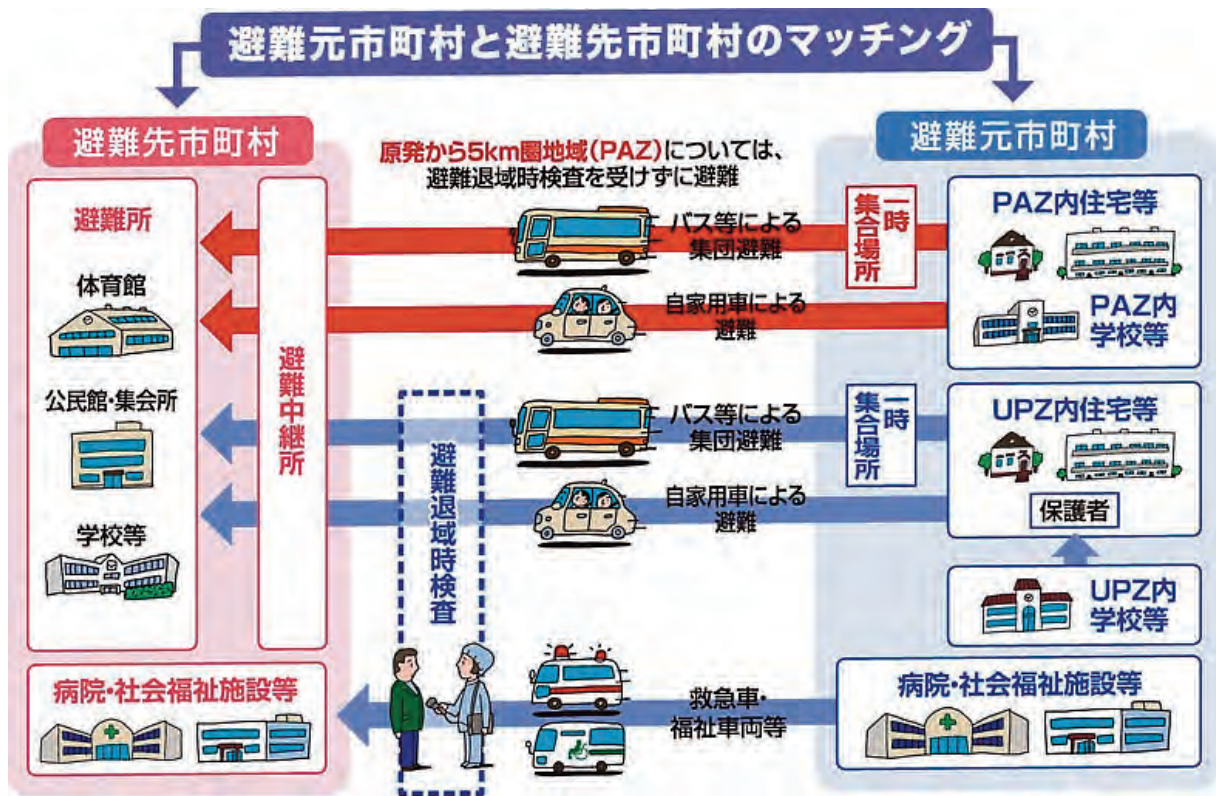 避難元市町村と避難先市町村のマッチング
避難先市町村
避難元市町村
原発から5km圏地域(PAZ)については、
避難退域時検査を受けずに避難
避難所
体育館
公民館・集会所
学校等
避難中継所
病院・社会福祉施設等
バス等による
集団避難
自家用車による
避難
バス等による
集団避難
自家用車による
避難
避難退域時検査
救急車・
福祉車両等
一時
集合場所
PAZ内住宅等
PAZ内
学校等
一時
集合場所
UPZ内住宅等
保護者
UPZ内
学校等
病院・社会福祉施設等